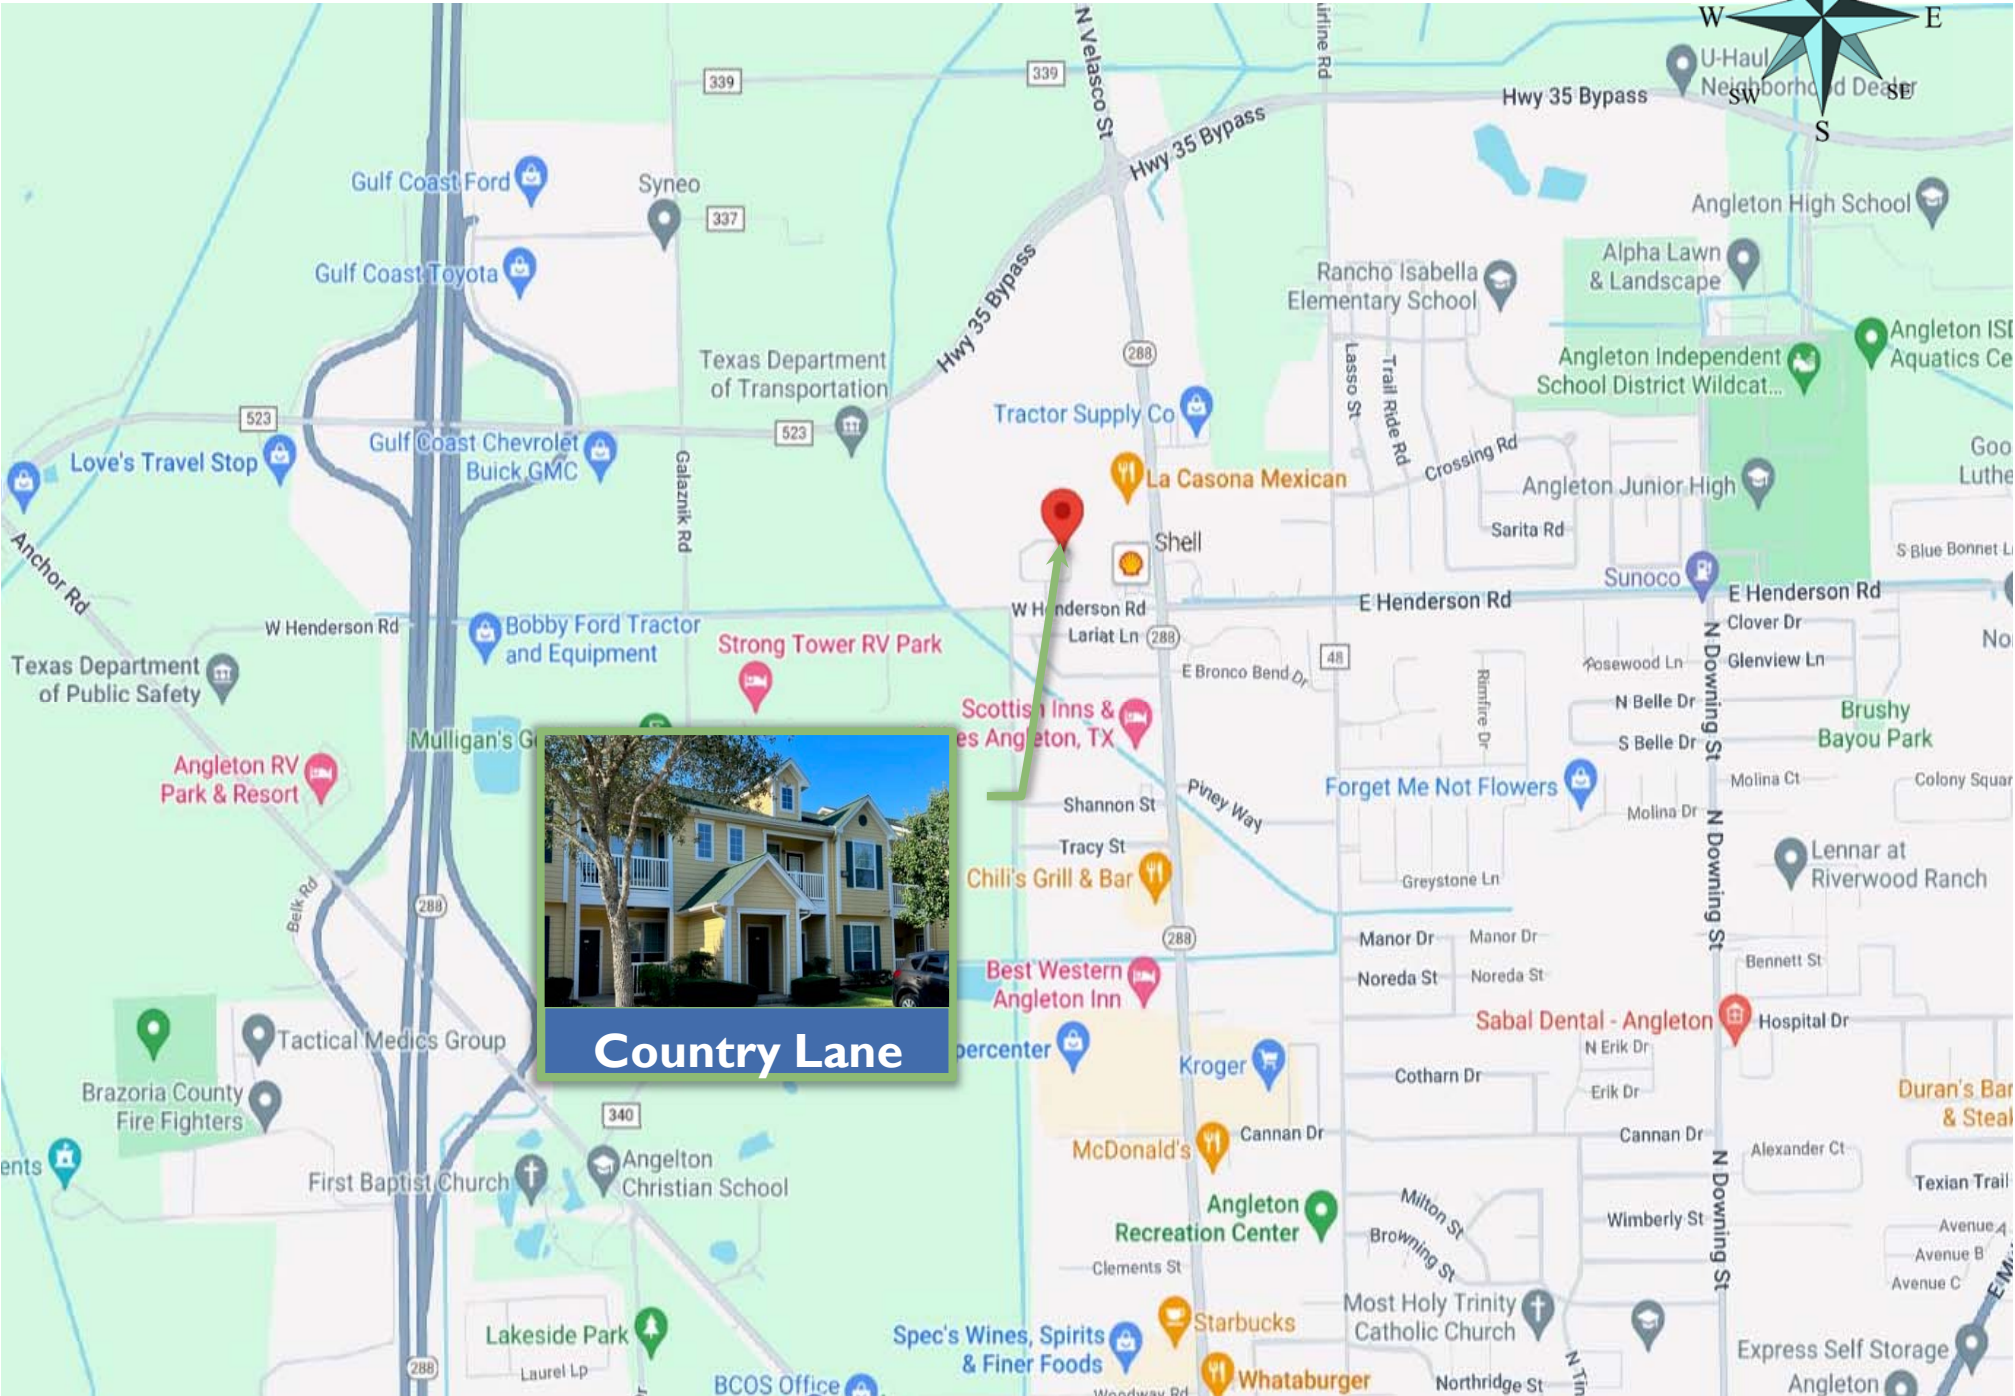 W
E
SW
SE
S
N Velasco St
339
339
Hwy 35 Bypass
U-Haul
Neighborhood Dealer
Hwy 35 Bypass
Gulf Coast Ford
Syneo
337
Angleton High School
Gulf Coast Toyota
Hwy 35 Bypass
Rancho Isabella
Elementary School
Alpha Lawn
& Landscape
Texas Department
of Transportation
288
Lasso St
Trail Ride Rd
Angleton Independent
School District Wildcat...
Angleton ISD
Aquatics Ce
523
Love's Travel Stop
Gulf Coast Chevrolet
Buick GMC
523
Tractor Supply Co
La Casona Mexican
Crossing Rd
Angleton Junior High
Goo
Luthe
Galaznik Rd
Anchor Rd
Shell
Sarita Rd
S Blue Bonnet L
Sunoco
W Henderson Rd
E Henderson Rd
E Henderson Rd
Clover Dr
W Henderson Rd
Bobby Ford Tractor
and Equipment
Strong Tower RV Park
Lariat Ln
288
48
N Downing St
No
Texas Department
of Public Safety
E Bronco Bend Dr
Rimfire Dr
Glenview Ln
N Belle Dr
S Belle Dr
Brushy
Bayou Park
Mulligan's G
Scottish Inns &
es Angleton, TX
Angleton RV
Park & Resort
Shannon St
Piney Way
Forget Me Not Flowers
Molina Ct
Molina Dr
Colony Squar
N Downing St
Tracy St
Chili's Grill & Bar
Greystone Ln
Lennar at
Riverwood Ranch
Belk Rd
288
288
Manor Dr
Manor Dr
Noreda St
Noreda St
Bennett St
Best Western
Angleton Inn
Sabal Dental - Angleton
Hospital Dr
Tactical Medics Group
Country Lane
percenter
Kroger
N Erik Dr
Cotharn Dr
Erik Dr
Brazoria County
Fire Fighters
340
Duran's Bar
& Steak
McDonald's
Cannan Dr
Cannan Dr
Alexander Ct
ents
First Baptist Church
Angelton
Christian School
N Downing St
Texian Trail
Angleton
Recreation Center
Milton St
Browning St
Wimberly St
Avenue A
Avenue B
Avenue C
Clements St
Lakeside Park
Laurel Lp
288
Spec's Wines, Spirits
& Finer Foods
Starbucks
Most Holy Trinity
Catholic Church
Express Self Storage
BCOS Office
Whataburger
Northridge St
N Tin
Angleton